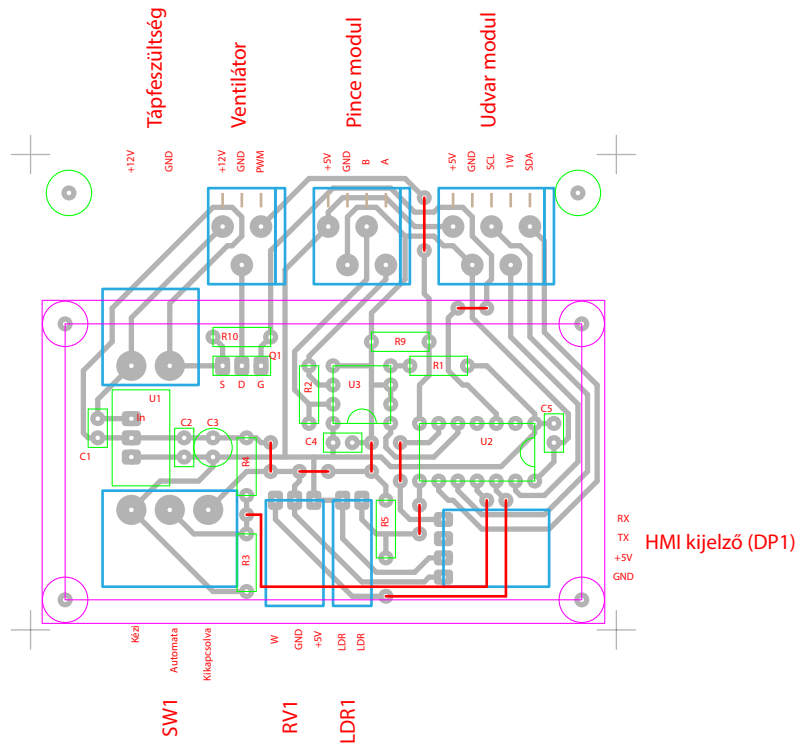 Tápfeszültség
Ventilátor
Pince modul
Udvar modul
+12V
GND
+12V
GND
PWM
+5V
GND
B
A
+5V
GND
SCL
1W
SDA
R10
Q1
S
D
G
R9
R1
R2
U3
U1
In
C1
C2
C3
C4
C5
U2
R4
R5
R3
RX
TX
+5V
GND
HMI kijelző (DP1)
Kézi
Automata
Kikapcsolva
W
GND
+5V
LDR
LDR
SW1
RV1
LDR1